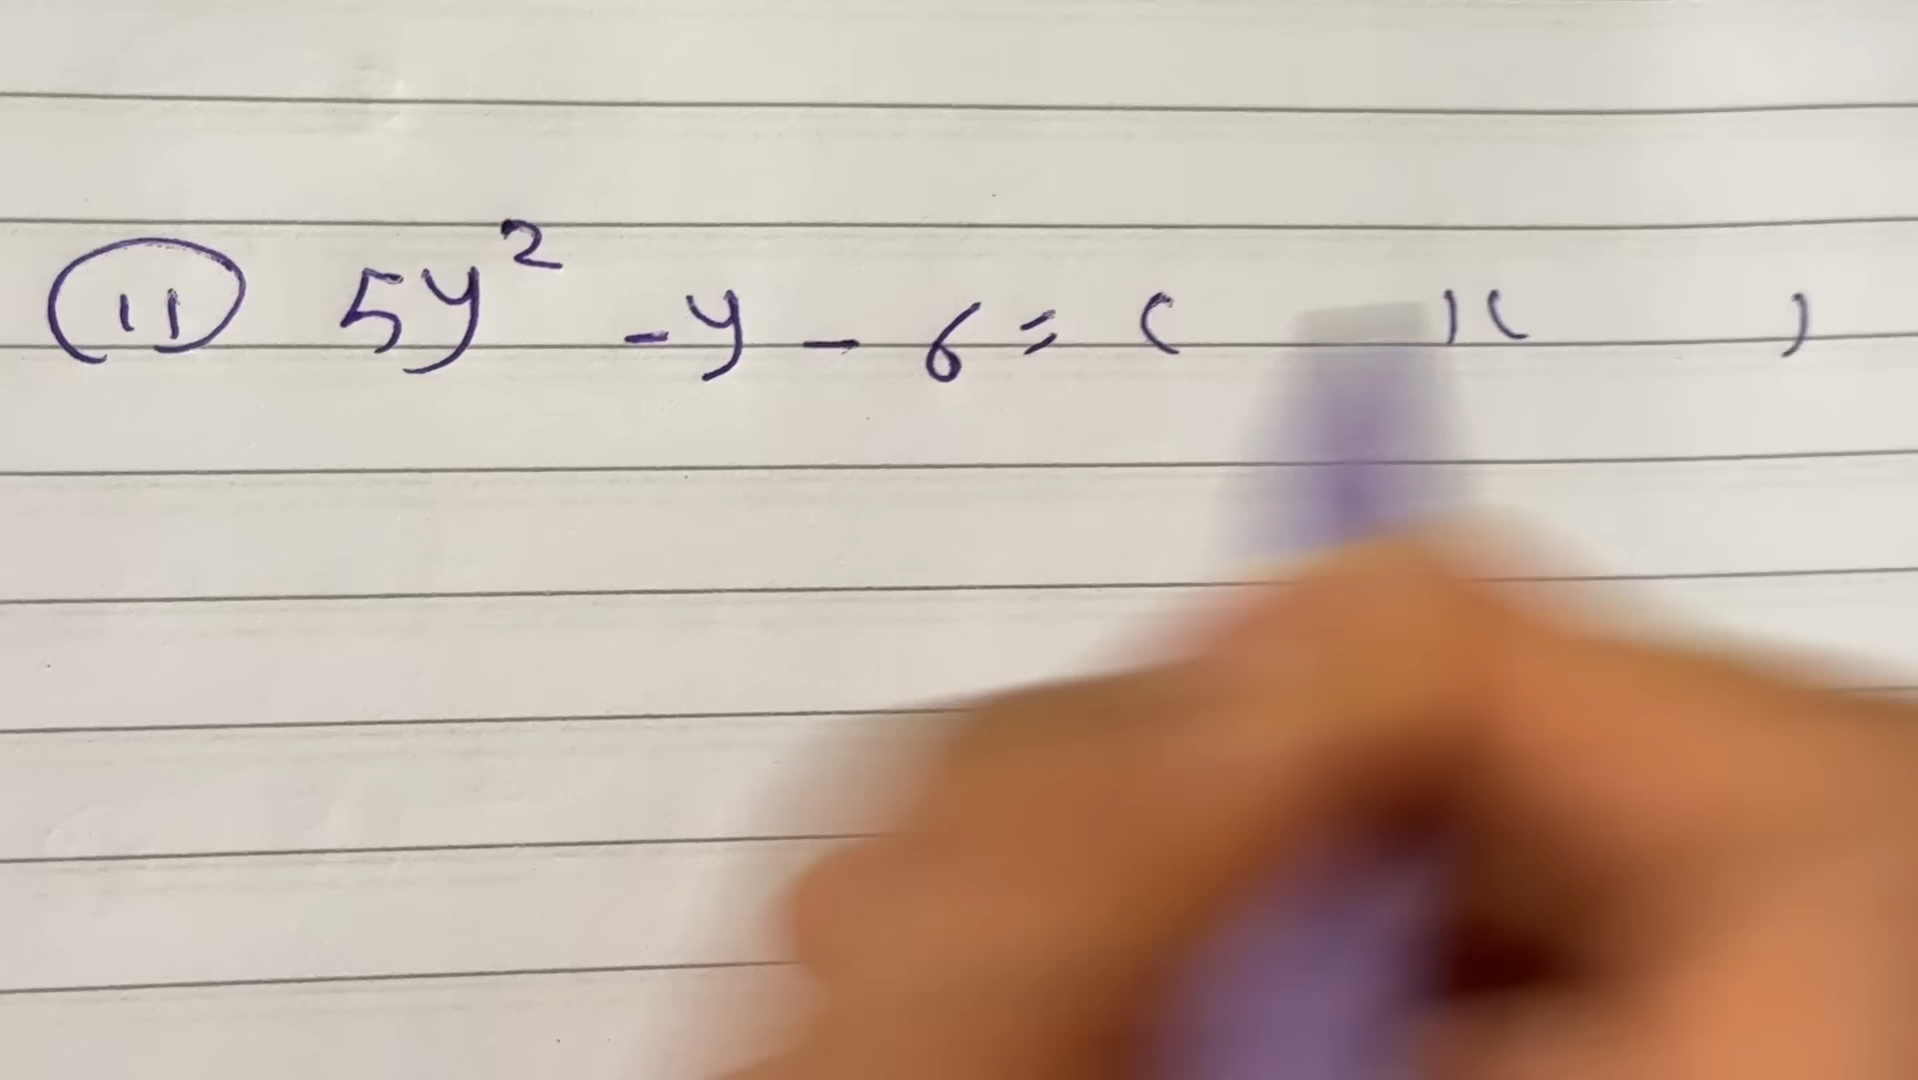 (11) 5y² - y - 6 = (      )(      )